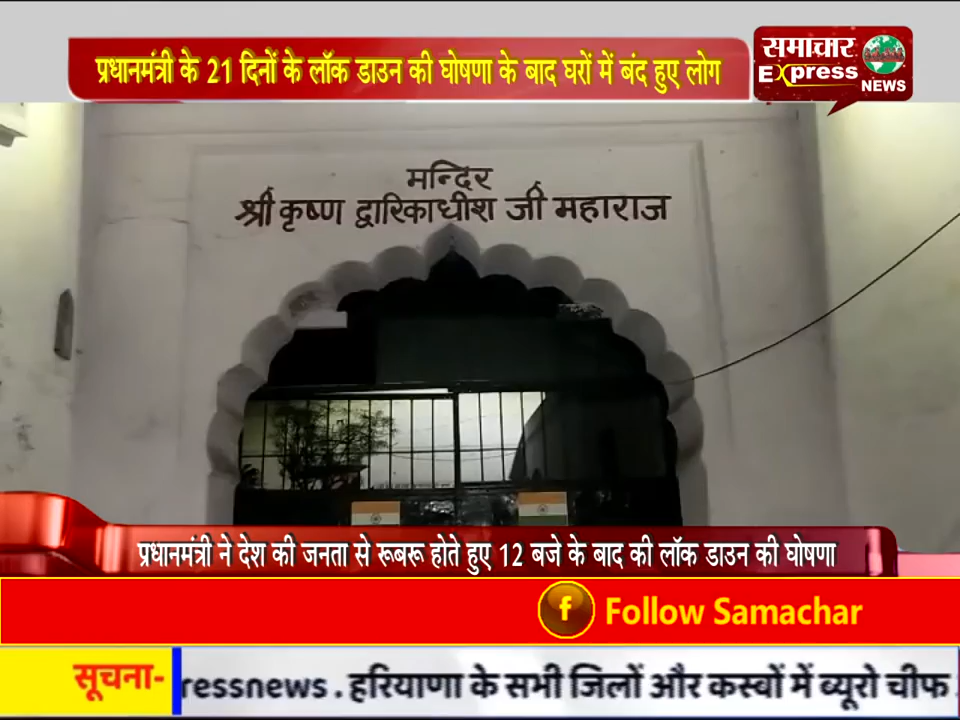 प्रधानमंत्री के 21 दिनों के लॉक डाउन की घोषणा के बाद घरों में बंद हुए लोग
समाचार
Express
NEWS
मन्दिर
श्री कृष्ण द्वारिकाधीश जी महाराज
प्रधानमंत्री ने देश की जनता से रूबरू होते हुए 12 बजे के बाद की लॉक डाउन की घोषणा
f Follow Samachar
सूचना- ressnews . हरियाणा के सभी जिलों और कस्वों में ब्यूरो चीफ